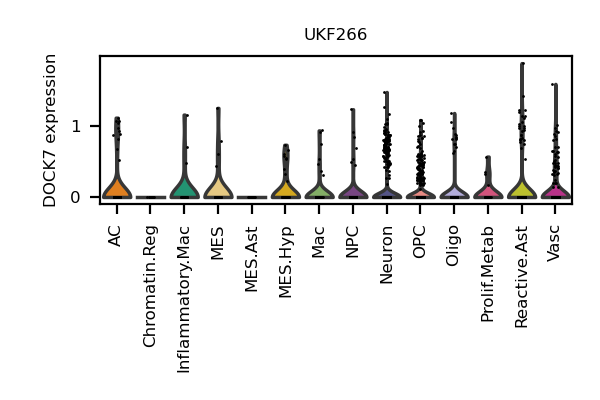 UKF266
DOCK7 expression
1
0
AC
Chromatin.Reg
Inflammatory.Mac
MES
MES.Ast
MES.Hyp
Mac
NPC
Neuron
OPC
Oligo
Prolif.Metab
Reactive.Ast
Vasc